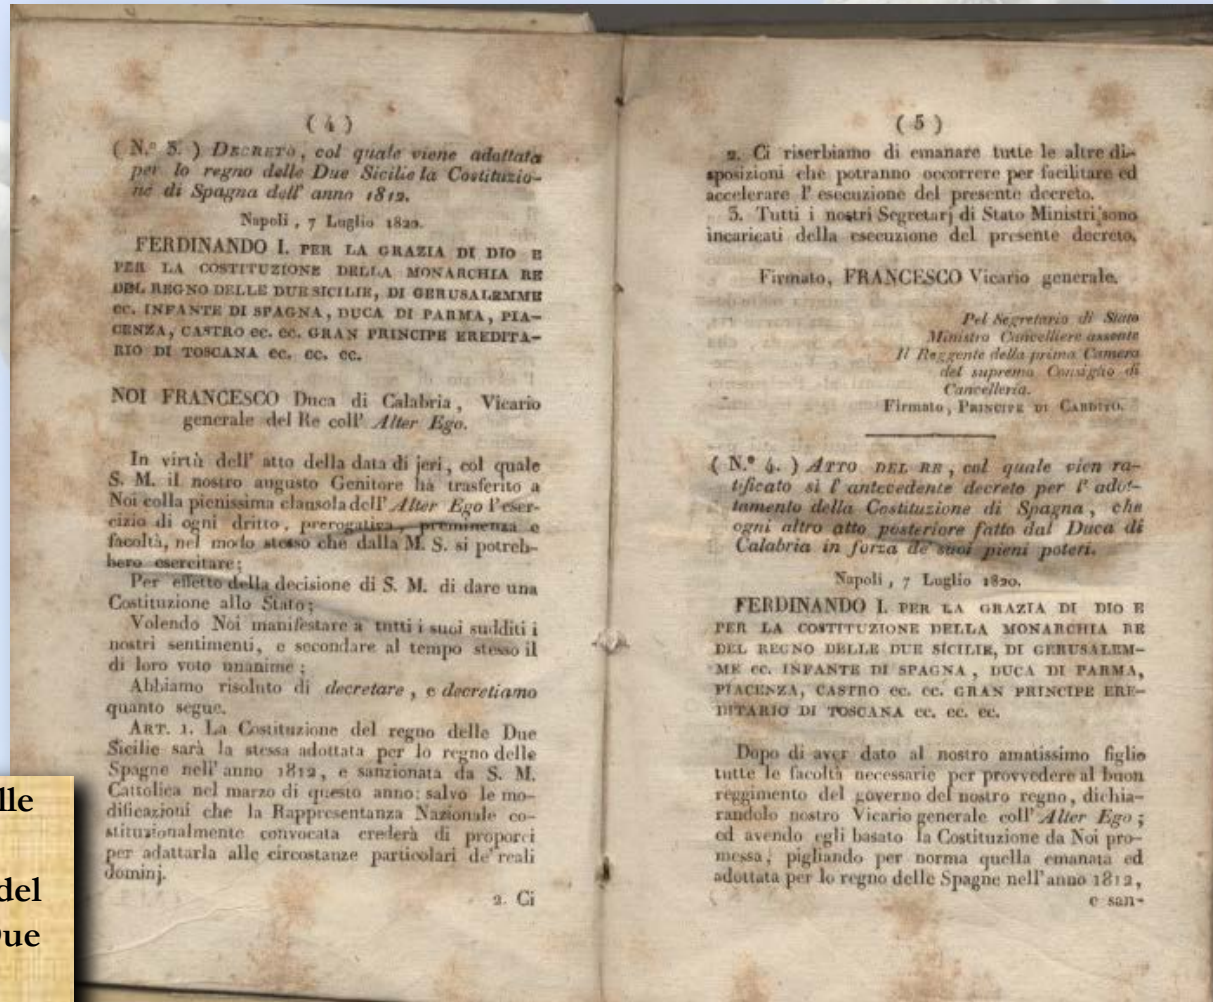 ( 4 )
( N.º 3. ) DECRETO, col quale viene adottata
per lo regno delle Due Sicilie la Costituzio-
ne di Spagna dell' anno 1812.
Napoli, 7 Luglio 1820.
FERDINANDO I. PER LA GRAZIA DI DIO E
PER LA COSTITUZIONE DELLA MONARCHIA RE
DEL REGNO DELLE DUE SICILIE, DI GERUSALEMME
ec. INFANTE DI SPAGNA, DUCA DI PARMA, PIA-
CENZA, CASTRO ec. ec. GRAN PRINCIPE EREDITA-
RIO DI TOSCANA ec. ec. ec.
NOI FRANCESCO Duca di Calabria, Vicario
generale del Re coll' Alter Ego.
In virtù dell' atto della data di jeri, col quale
S. M. il nostro augusto Genitore ha trasferito a
Noi colla pienissima clausola dell' Alter Ego l'eser-
cizio di ogni dritto, prerogativa, preminenza e
facoltà, nel modo stesso che dalla M. S. si potreb-
bero esercitare;
Per effetto della decisione di S. M. di dare una
Costituzione allo Stato;
Volendo Noi manifestare a tutti i suoi sudditi i
nostri sentimenti, e secondare al tempo stesso il
di loro voto unanime;
Abbiamo risoluto di decretare, e decretiamo
quanto segue.
ART. 1. La Costituzione del regno delle Due
Sicilie sarà la stessa adottata per lo regno delle
Spagne nell' anno 1812, e sanzionata da S. M.
Cattolica nel marzo di questo anno: salvo le mo-
dificazioni che la Rappresentanza Nazionale co-
stituzionalmente convocata crederà di proporci
per adattarla alle circostanze particolari de' reali
dominj.
2. Ci
( 5 )
2. Ci riserbiamo di emanare tutte le altre di-
sposizioni che potranno occorrere per facilitare ed
accelerare l' esecuzione del presente decreto.
3. Tutti i nostri Segretarj di Stato Ministri sono
incaricati della esecuzione del presente decreto.
Firmato, FRANCESCO Vicario generale.
Pel Segretario di Stato
Ministro Cancelliere assente
Il Reggente della prima Camera
del supremo Consiglio di
Cancelleria.
Firmato, PRINCIPE DI CARDITO.
( N.º 4. ) ATTO DEL RE, col quale vien ra-
tificato sì l' antecedente decreto per l' adot-
tamento della Costituzione di Spagna, che
ogni altro atto posteriore fatto dal Duca di
Calabria in forza de' suoi pieni poteri.
Napoli, 7 Luglio 1820.
FERDINANDO I. PER LA GRAZIA DI DIO E
PER LA COSTITUZIONE DELLA MONARCHIA RE
DEL REGNO DELLE DUE SICILIE, DI GERUSALEM-
ME ec. INFANTE DI SPAGNA, DUCA DI PARMA,
PIACENZA, CASTRO ec. ec. GRAN PRINCIPE ERE-
DITARIO DI TOSCANA ec. ec. ec.
Dopo di aver dato al nostro amatissimo figlio
tutte le facoltà necessarie per provvedere al buon
reggimento del governo del nostro regno, dichia-
randolo nostro Vicario generale coll' Alter Ego;
ed avendo egli basato la Costituzione da Noi pro-
messa, pigliando per norma quella emanata ed
adottata per lo regno delle Spagne nell' anno 1812,
e san-
lle
del
Due